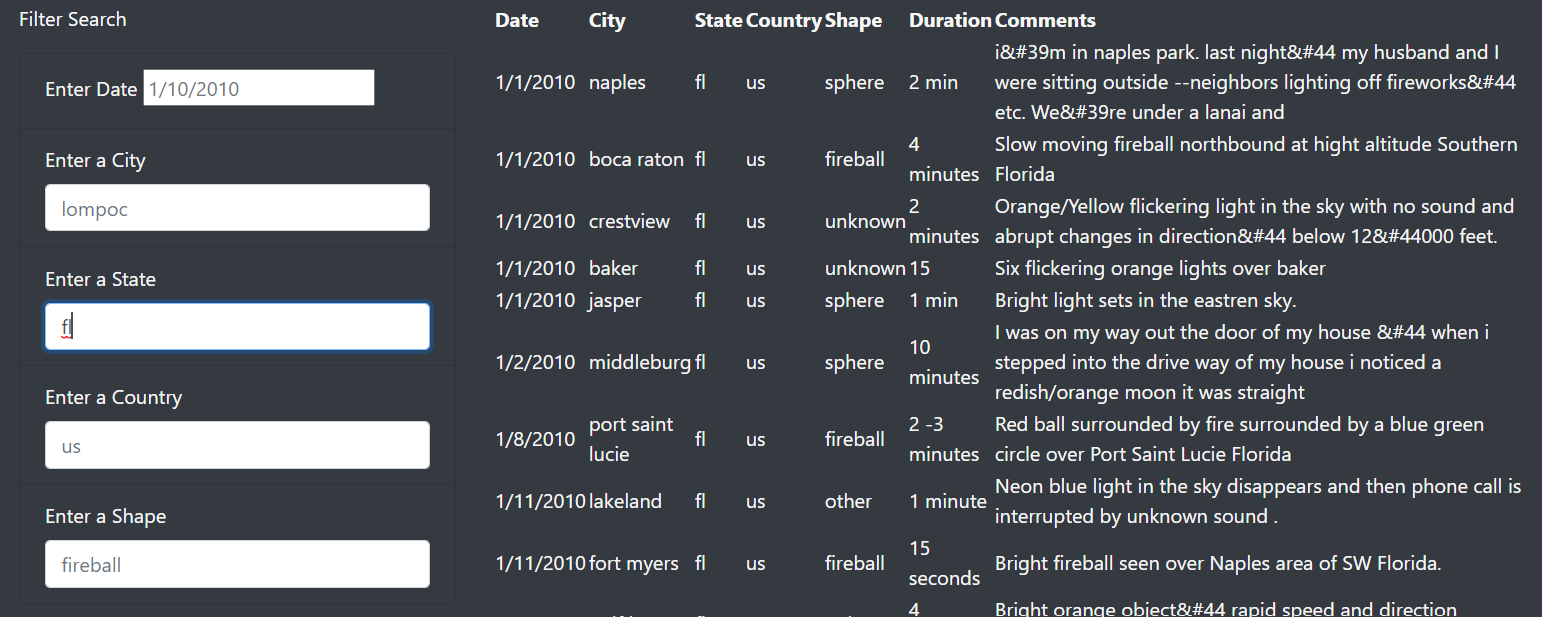 Filter Search
Enter Date 1/10/2010
Enter a City
lompoc
Enter a State
fl
Enter a Country
us
Enter a Shape
fireball
Date City State Country Shape Duration Comments
1/1/2010 naples fl us sphere 2 min i&#39m in naples park. last night&#44 my husband and I
were sitting outside --neighbors lighting off fireworks&#44
etc. We&#39re under a lanai and
1/1/2010 boca raton fl us fireball 4
minutes Slow moving fireball northbound at hight altitude Southern
Florida
1/1/2010 crestview fl us unknown 2
minutes Orange/Yellow flickering light in the sky with no sound and
abrupt changes in direction&#44 below 12&#44000 feet.
1/1/2010 baker fl us unknown 15 Six flickering orange lights over baker
1/1/2010 jasper fl us sphere 1 min Bright light sets in the eastren sky.
1/2/2010 middleburg fl us sphere 10
minutes I was on my way out the door of my house &#44 when i
stepped into the drive way of my house i noticed a
redish/orange moon it was straight
1/8/2010 port saint
lucie fl us fireball 2 -3
minutes Red ball surrounded by fire surrounded by a blue green
circle over Port Saint Lucie Florida
1/11/2010 lakeland fl us other 1 minute Neon blue light in the sky disappears and then phone call is
interrupted by unknown sound .
1/11/2010 fort myers fl us fireball 15
seconds Bright fireball seen over Naples area of SW Florida.
4 Bright orange object&#44 rapid speed and direction